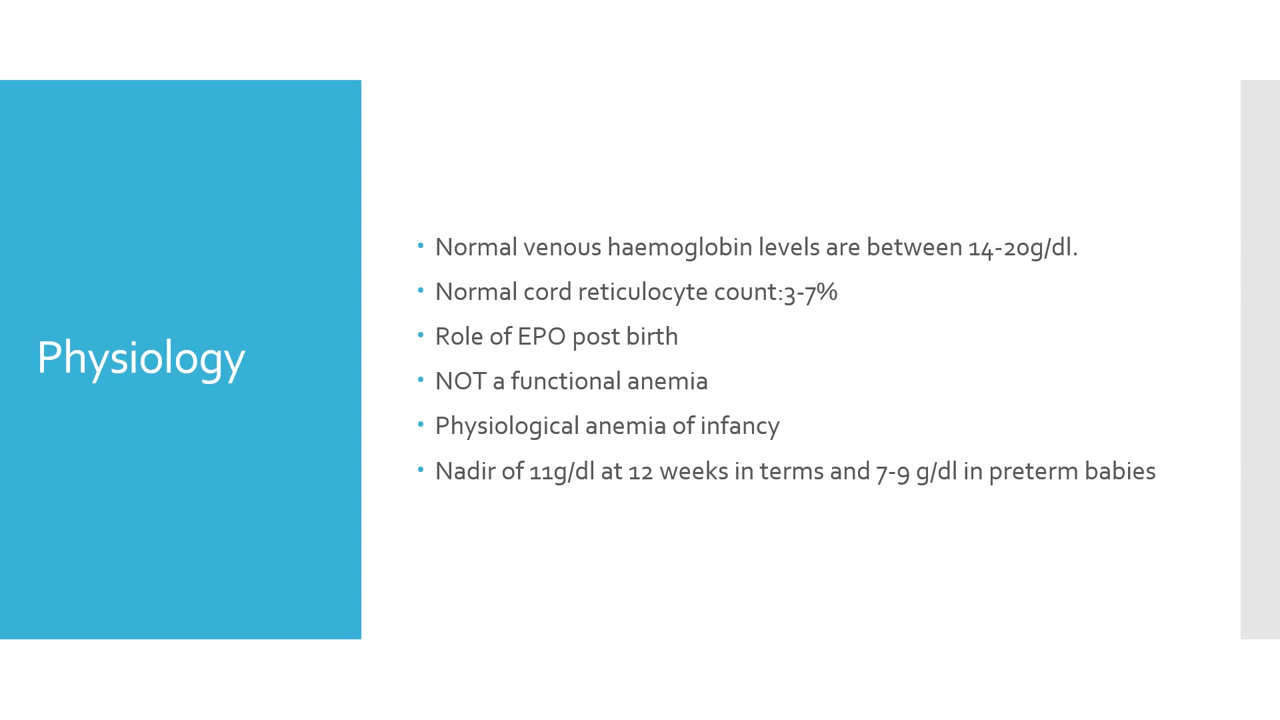 Physiology
• Normal venous haemoglobin levels are between 14-20g/dl.
• Normal cord reticulocyte count:3-7%
• Role of EPO post birth
• NOT a functional anemia
• Physiological anemia of infancy
• Nadir of 11g/dl at 12 weeks in terms and 7-9 g/dl in preterm babies